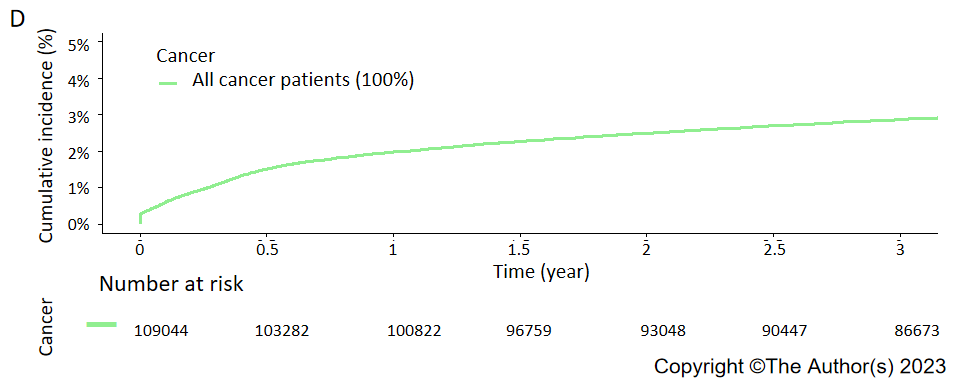 D
Cumulative incidence (%)
5%
4%
3%
2%
1%
0%
Cancer
All cancer patients (100%)
0 0.5 1 1.5 2 2.5 3
Time (year)
Number at risk
Cancer
109044 103282 100822 96759 93048 90447 86673
Copyright ©The Author(s) 2023